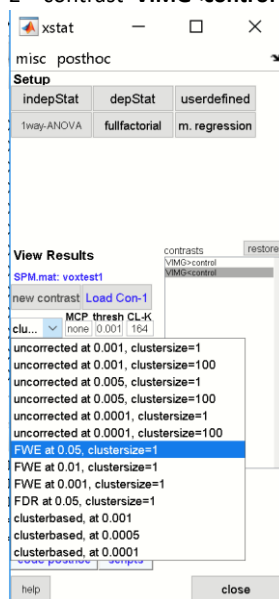 xstat
misc posthoc
Setup
indepStat depStat userdefined
1way-ANOVA fullfactorial m. regression
View Results
contrasts restore
VIMG>control
VIMG<control
SPM.mat: voxtest1
new contrast Load Con-1
MCP thresh CL-K
clu... none 0.001 164
uncorrected at 0.001, clustersize=1
uncorrected at 0.001, clustersize=100
uncorrected at 0.005, clustersize=1
uncorrected at 0.005, clustersize=100
uncorrected at 0.0001, clustersize=1
uncorrected at 0.0001, clustersize=100
FWE at 0.05, clustersize=1
FWE at 0.01, clustersize=1
FWE at 0.001, clustersize=1
FDR at 0.05, clustersize=1
clusterbased, at 0.001
clusterbased, at 0.0005
clusterbased, at 0.0001
code posthoc scripts
help close